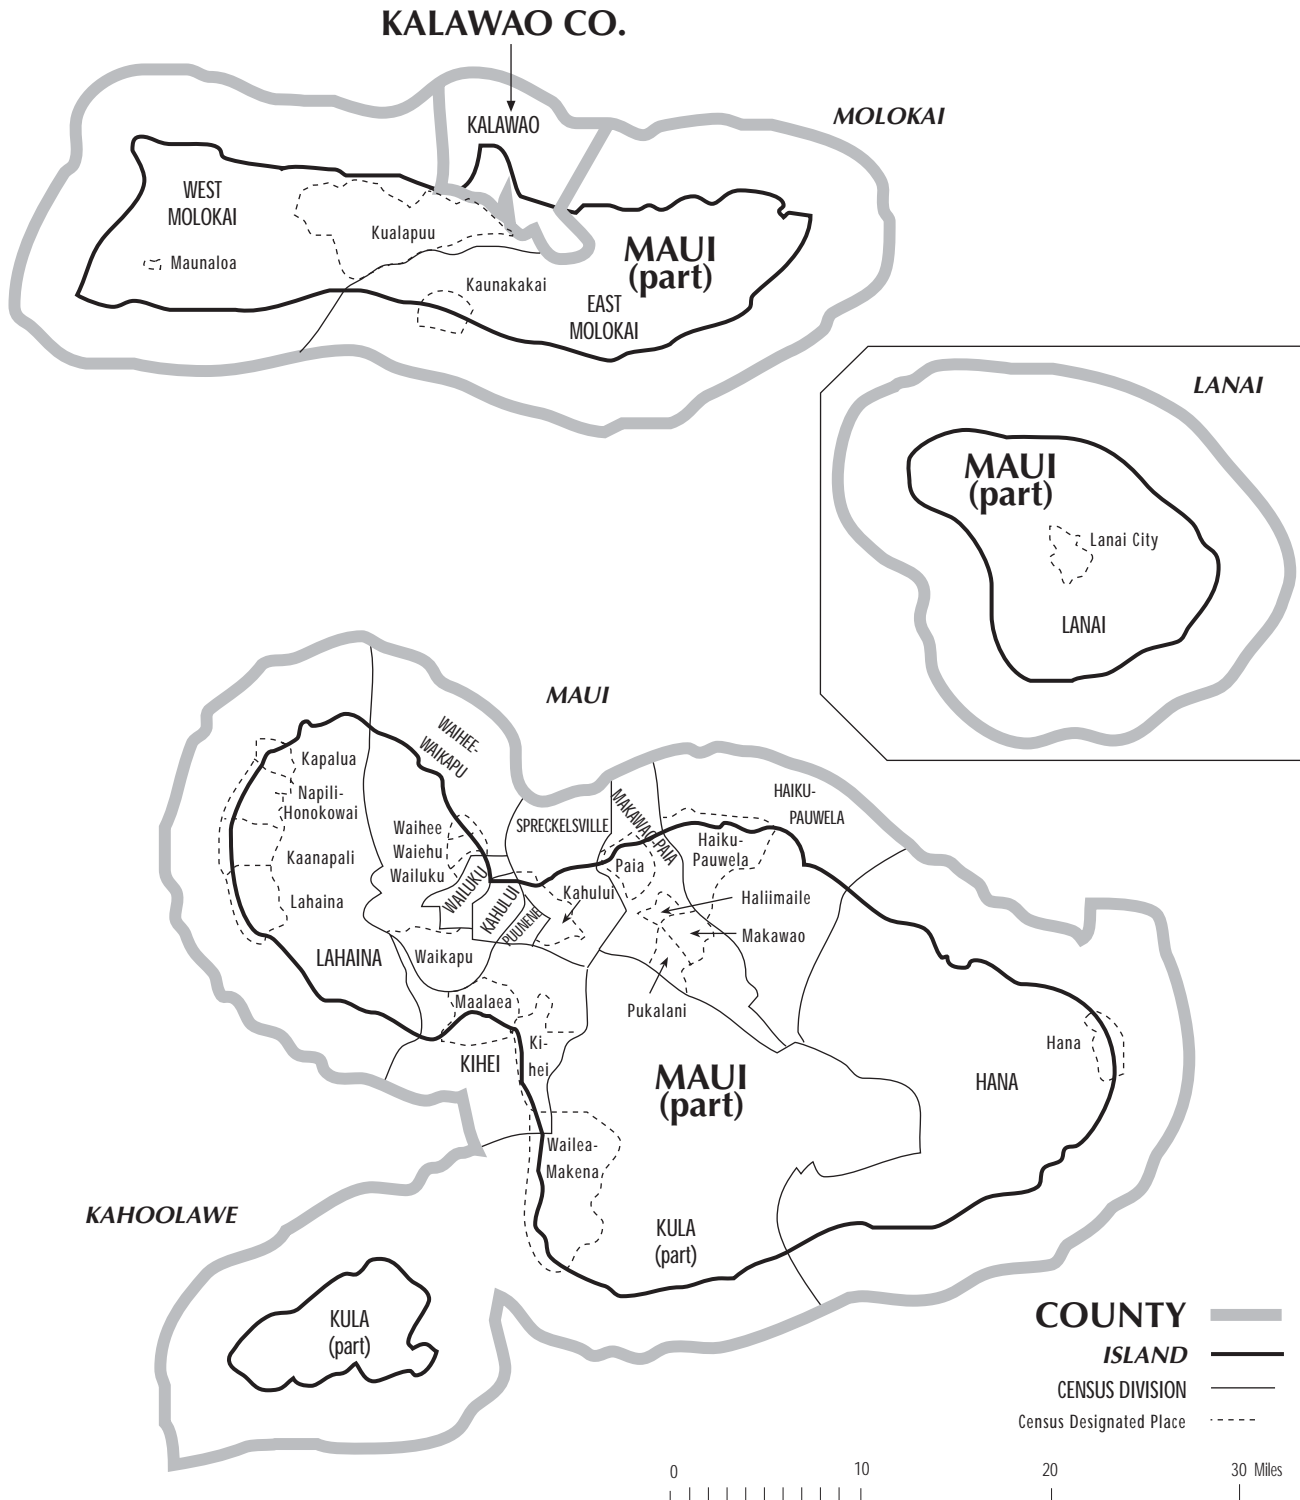 KALAWAO CO.
MOLOKAI
KALAWAO
WEST
MOLOKAI
Kualapuu
Maunaloa
MAUI
(part)
Kaunakakai
EAST
MOLOKAI
LANAI
MAUI
(part)
Lanai City
LANAI
MAUI
WAIHEE-
WAIKAPU
Kapalua
Napili-
Honokowai
Kaanapali
Lahaina
LAHAINA
Waihee
Waiehu
Wailuku
WAILUKU
KAHULUI
PUUNENE
SPRECKELSVILLE
Kahului
MAKAWAO-PAIA
Paia
HAIKU-
PAUWELA
Haiku-
Pauwela
Haliimaile
Makawao
Pukalani
Waikapu
Maalaea
KIHEI
Ki-
hei
MAUI
(part)
Hana
HANA
Wailea-
Makena
KULA
(part)
KAHOOLAWE
KULA
(part)
COUNTY
ISLAND
CENSUS DIVISION
Census Designated Place
0 10 20 30 Miles